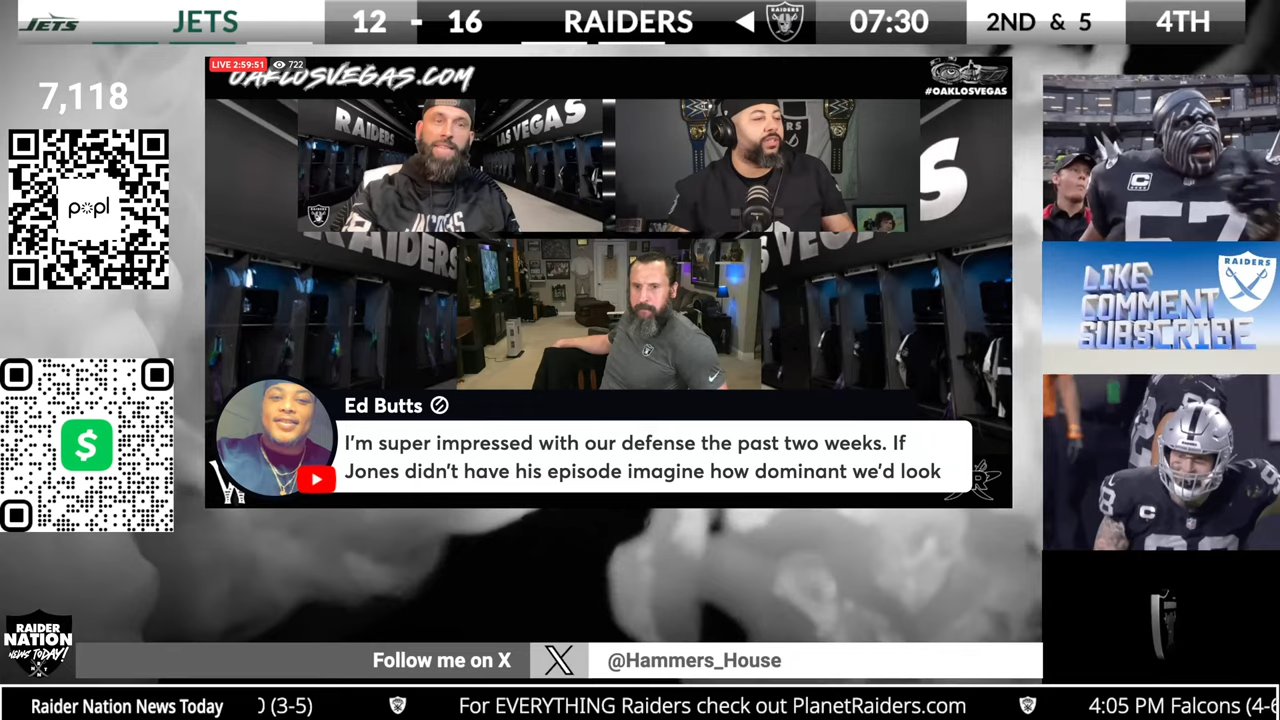 JETS
JETS
12 - 16
RAIDERS
RAIDERS
07:30
2ND & 5
4TH
LIVE 2:59:51
722
OAKLOSVEGAS.COM
#OAKLOSVEGAS
7,118
popl
RAIDERS
LAS VEGAS
S
RAIDERS
C
57
LIKE
COMMENT
SUBSCRIBE
RAIDERS
$
Ed Butts
I'm super impressed with our defense the past two weeks. If
Jones didn't have his episode imagine how dominant we'd look
C
98
RAIDER
NATION
NEWS TODAY!
Follow me on X
X
@Hammers_House
Raider Nation News Today
(3-5)
For EVERYTHING Raiders check out PlanetRaiders.com
4:05 PM Falcons (4-6